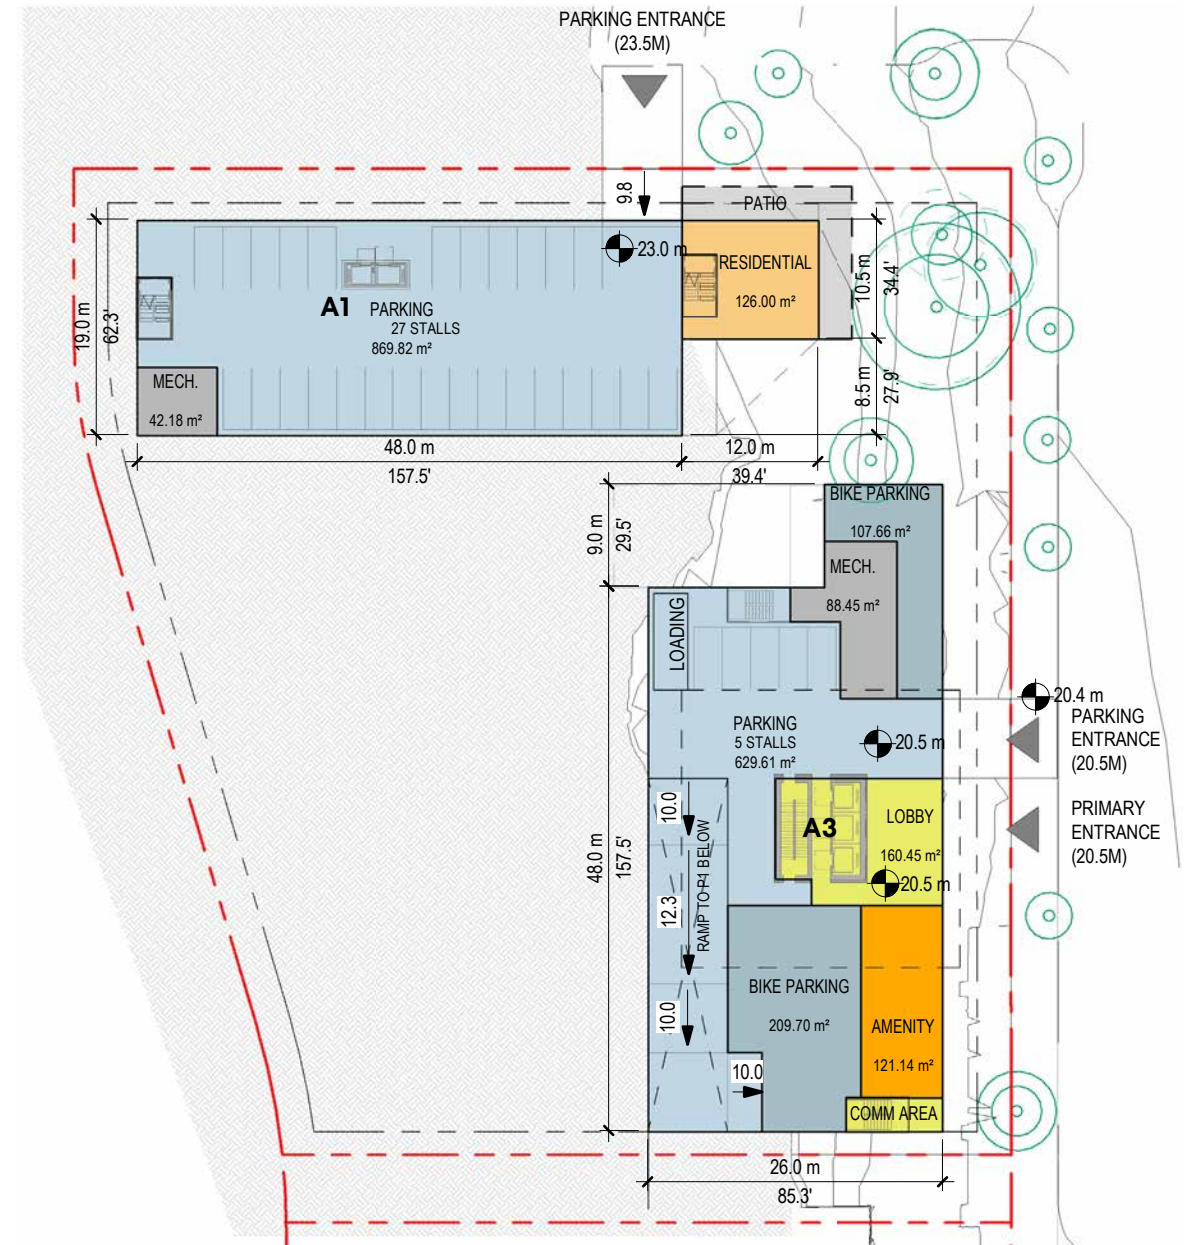 PARKING ENTRANCE
(23.5M)
9.8
PATIO
23.0 m
RESIDENTIAL
126.00 m²
10.5 m
34.4'
A1
PARKING
27 STALLS
869.82 m²
19.0 m
62.3'
MECH.
42.18 m²
8.5 m
27.9'
48.0 m
157.5'
12.0 m
39.4'
BIKE PARKING
107.66 m²
9.0 m
29.5'
MECH.
88.45 m²
LOADING
20.4 m
PARKING
ENTRANCE
(20.5M)
PARKING
5 STALLS
629.61 m²
20.5 m
10.0
A3
LOBBY
160.45 m²
20.5 m
PRIMARY
ENTRANCE
(20.5M)
48.0 m
157.5'
12.3
RAMP TO P1 BELOW
BIKE PARKING
209.70 m²
10.0
AMENITY
121.14 m²
10.0
COMM AREA
26.0 m
85.3'